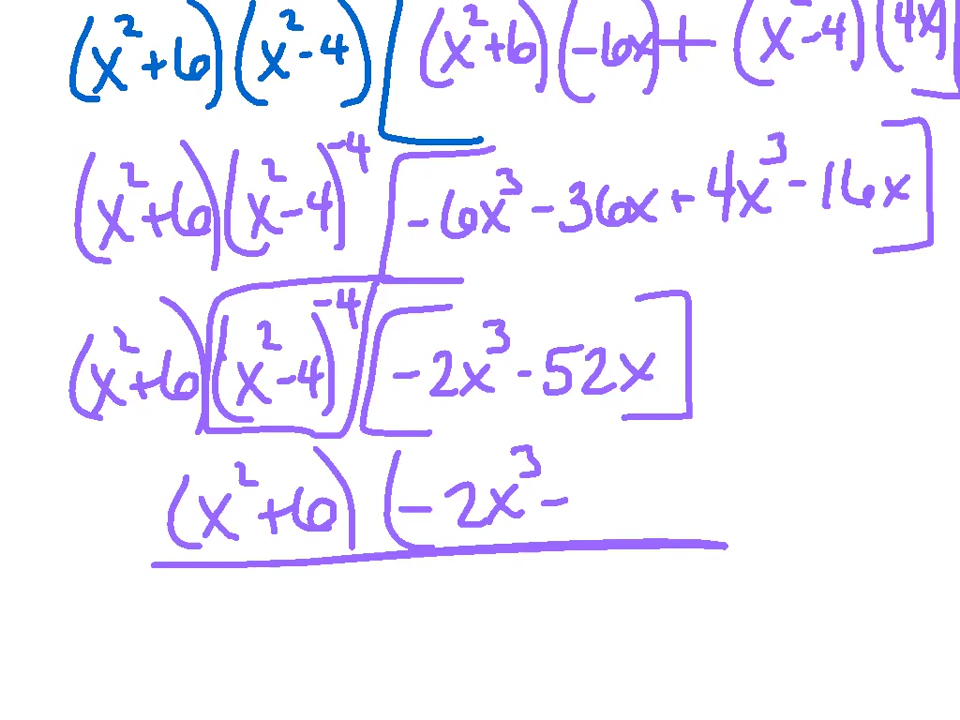 (x²+6)(x²-4)[(x²+6)(-6x)+(x²-4)(4x)]
(x²+6)(x²-4)⁻⁴[-6x³-36x+4x³-16x]
(x²+6)(x²-4)⁻⁴[-2x³-52x]
(x²+6)(-2x³-